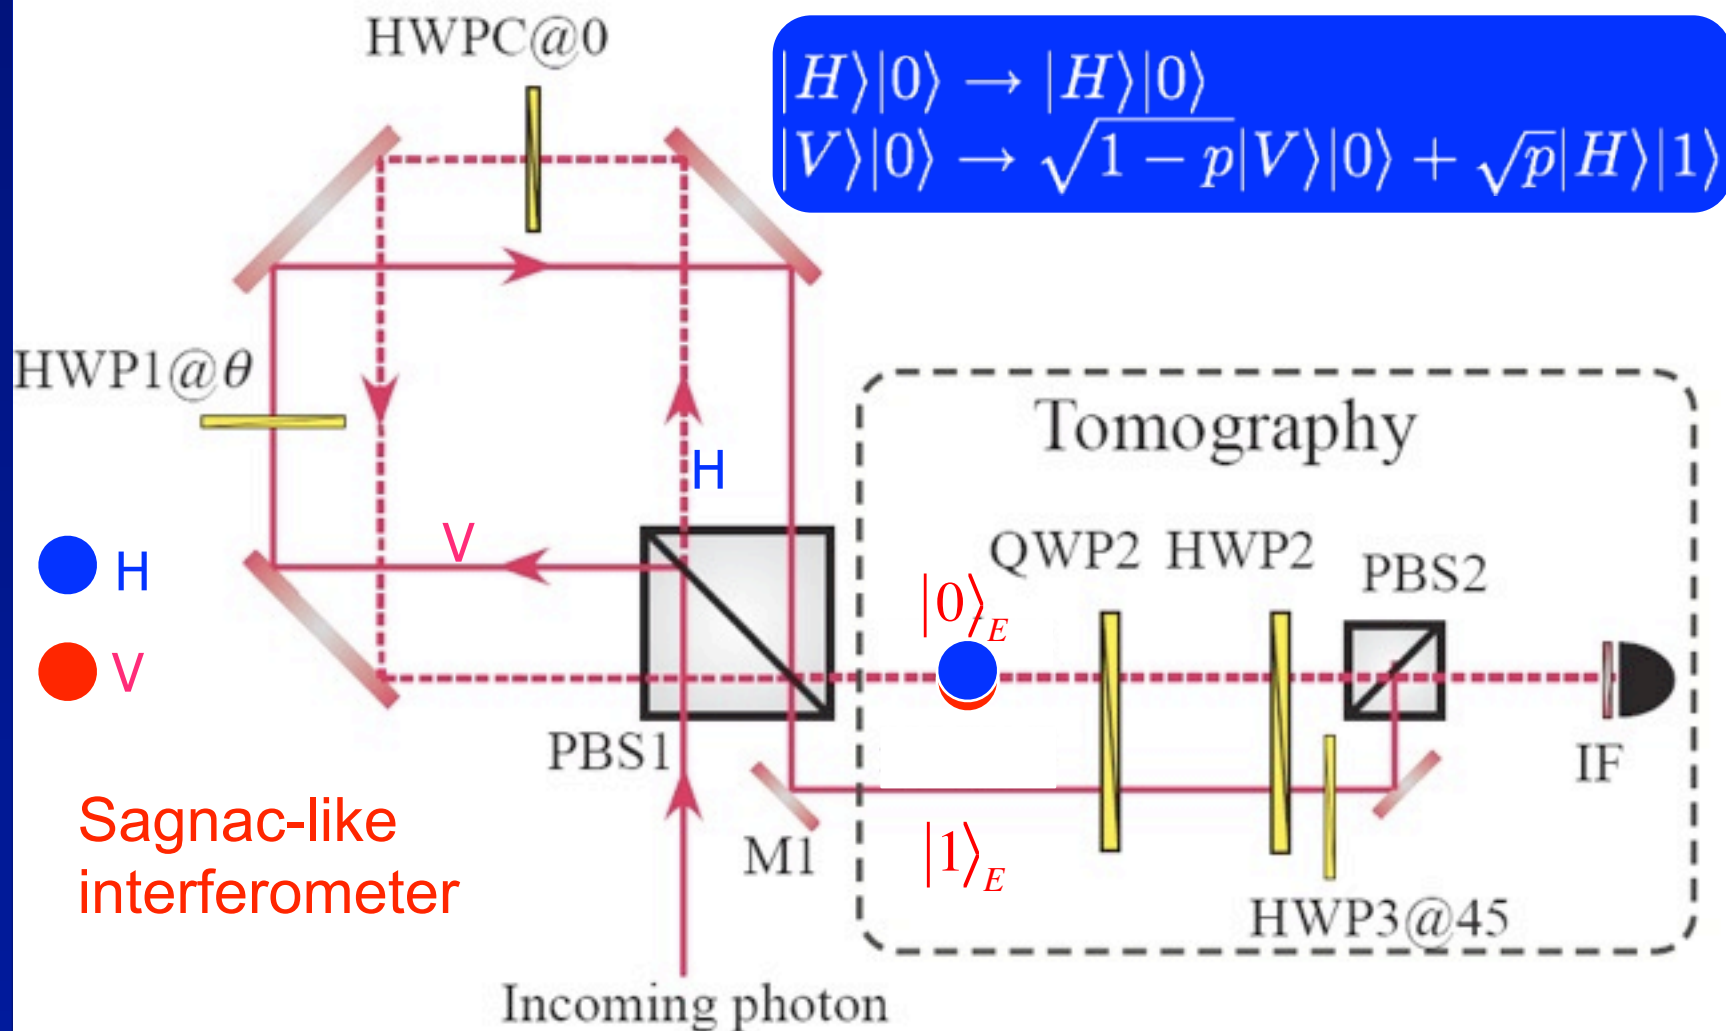 HWPC@0
|H⟩|0⟩ → |H⟩|0⟩
|V⟩|0⟩ → √1 − p|V⟩|0⟩ + √p|H⟩|1⟩
HWP1@θ
Tomography
H
V
QWP2
HWP2
PBS2
H
|0⟩E
V
PBS1
IF
Sagnac-like
interferometer
M1
|1⟩E
HWP3@45
Incoming photon